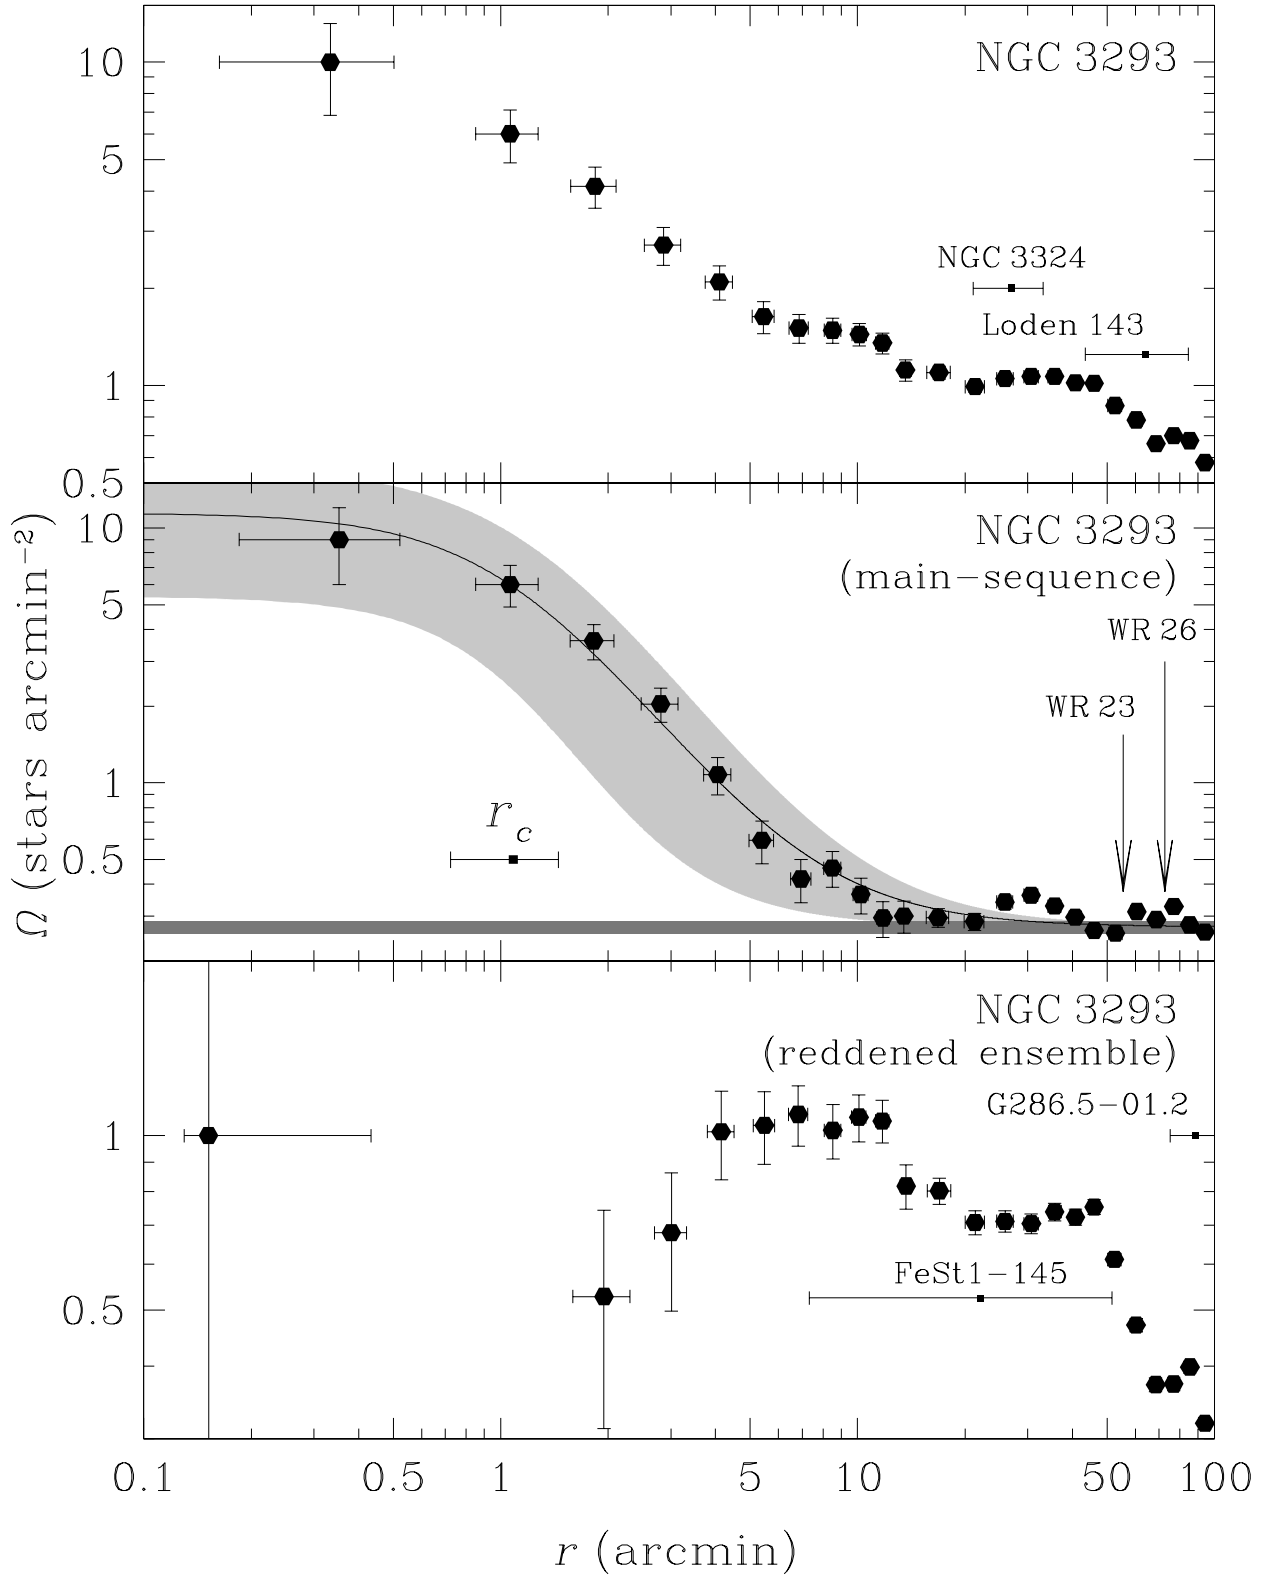 NGC 3293
10
5
NGC 3324
Loden 143
1
0.5
NGC 3293
(main-sequence)
10
5
WR 26
WR 23
1
r_c
0.5
Ω (stars arcmin⁻²)
NGC 3293
(reddened ensemble)
G286.5-01.2
1
FeSt1-145
0.5
0.1 0.5 1 5 10 50 100
r (arcmin)